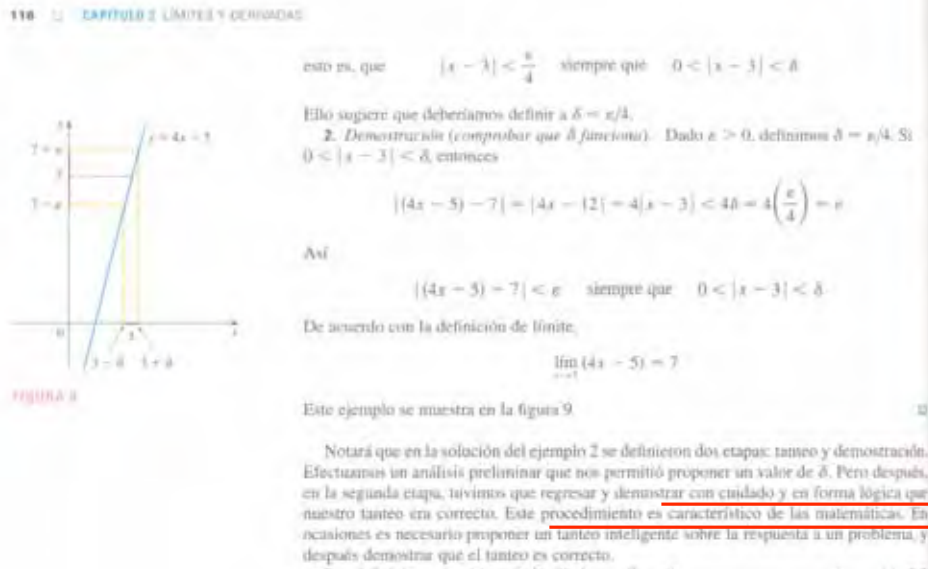 118 CAPÍTULO 2 LÍMITES Y DERIVADAS
esto es, que |x − 3| < ε/4 siempre que 0 < |x − 3| < δ
Ello sugiere que deberíamos definir a δ = ε/4.
2. Demostración (comprobar que δ funciona). Dado ε > 0, definimos δ = ε/4. Si
0 < |x − 3| < δ, entonces
|(4x − 5) − 7| = |4x − 12| = 4|x − 3| < 4δ = 4(ε/4) = ε
Así
|(4x − 5) − 7| < ε siempre que 0 < |x − 3| < δ
De acuerdo con la definición de límite,
lím (4x − 5) = 7
x→3
Este ejemplo se muestra en la figura 9.
y
y = 4x − 5
7 + ε
7
7 − ε
0
3
x
3 − δ 3 + δ
FIGURA 9
Notará que en la solución del ejemplo 2 se definieron dos etapas: tanteo y demostración.
Efectuamos un análisis preliminar que nos permitió proponer un valor de δ. Pero después,
en la segunda etapa, tuvimos que regresar y demostrar con cuidado y en forma lógica que
nuestro tanteo era correcto. Este procedimiento es característico de las matemáticas. En
ocasiones es necesario proponer un tanteo inteligente sobre la respuesta a un problema, y
después demostrar que el tanteo es correcto.